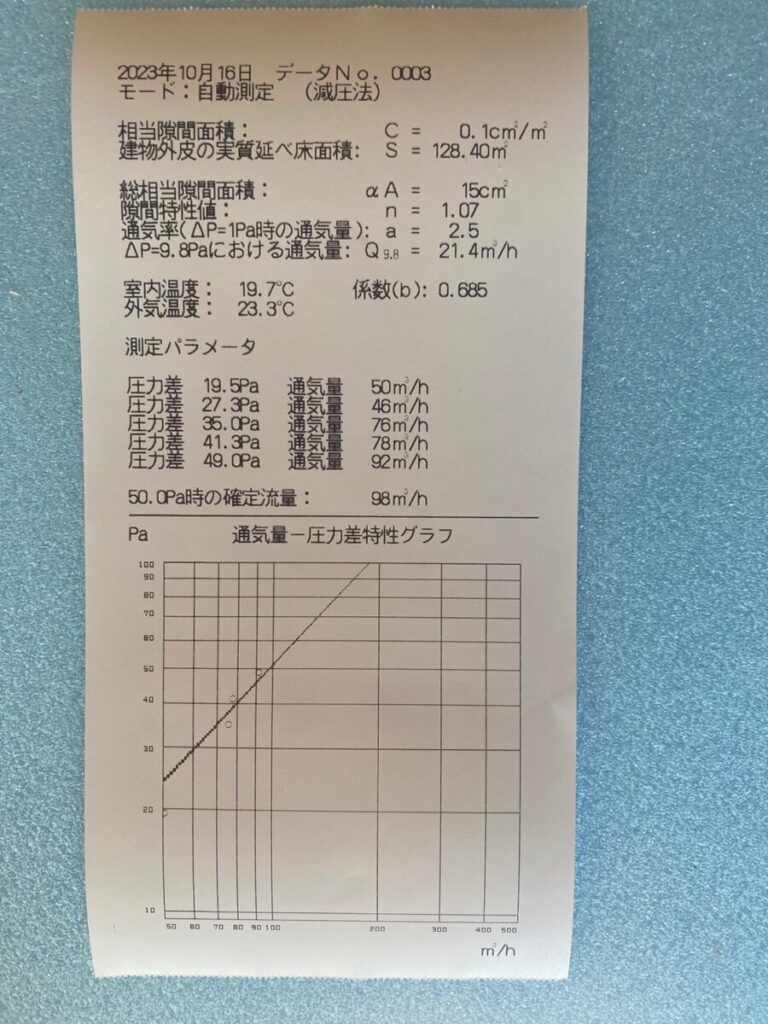 2023年10月16日 データNo. 0003
モード：自動測定 （減圧法）
相当隙間面積： C = 0.1cm²/m²
建物外皮の実質延べ床面積： S = 128.40m²
総相当隙間面積： αA = 15cm²
隙間特性値： n = 1.07
通気率(ΔP=1Pa時の通気量)： a = 2.5
ΔP=9.8Paにおける通気量： Q9.8 = 21.4m³/h
室内温度： 19.7℃ 係数(b)：0.685
外気温度： 23.3℃
測定パラメータ
圧力差 19.5Pa 通気量 50m³/h
圧力差 27.3Pa 通気量 46m³/h
圧力差 35.0Pa 通気量 76m³/h
圧力差 41.3Pa 通気量 78m³/h
圧力差 49.0Pa 通気量 92m³/h
50.0Pa時の確定流量： 98m³/h
Pa 通気量－圧力差特性グラフ
100
90
80
70
60
50
40
30
20
10
50 60 70 80 90 100 200 300 400 500
m³/h